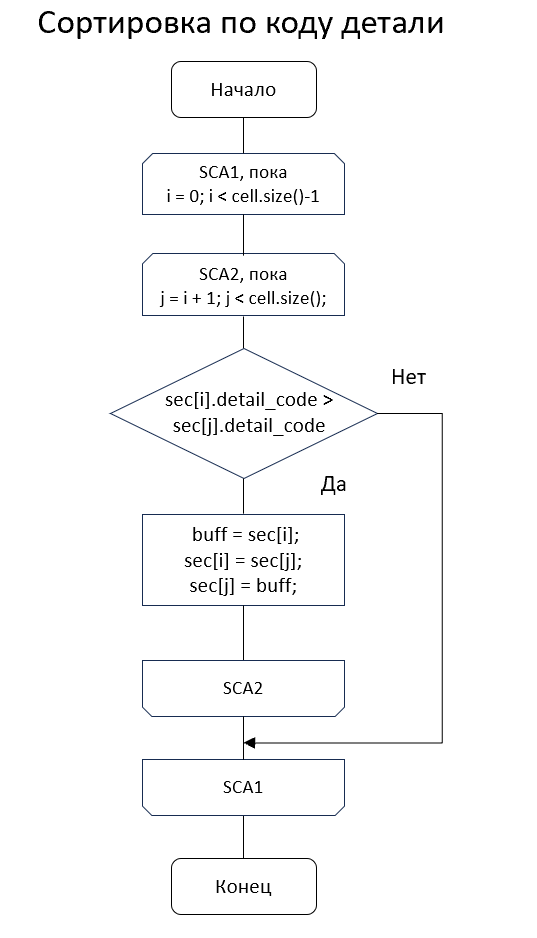 Сортировка по коду детали
Начало
SCA1, пока
i = 0; i < cell.size()-1
SCA2, пока
j = i + 1; j < cell.size();
Нет
sec[i].detail_code >
sec[j].detail_code
Да
buff = sec[i];
sec[i] = sec[j];
sec[j] = buff;
SCA2
SCA1
Конец